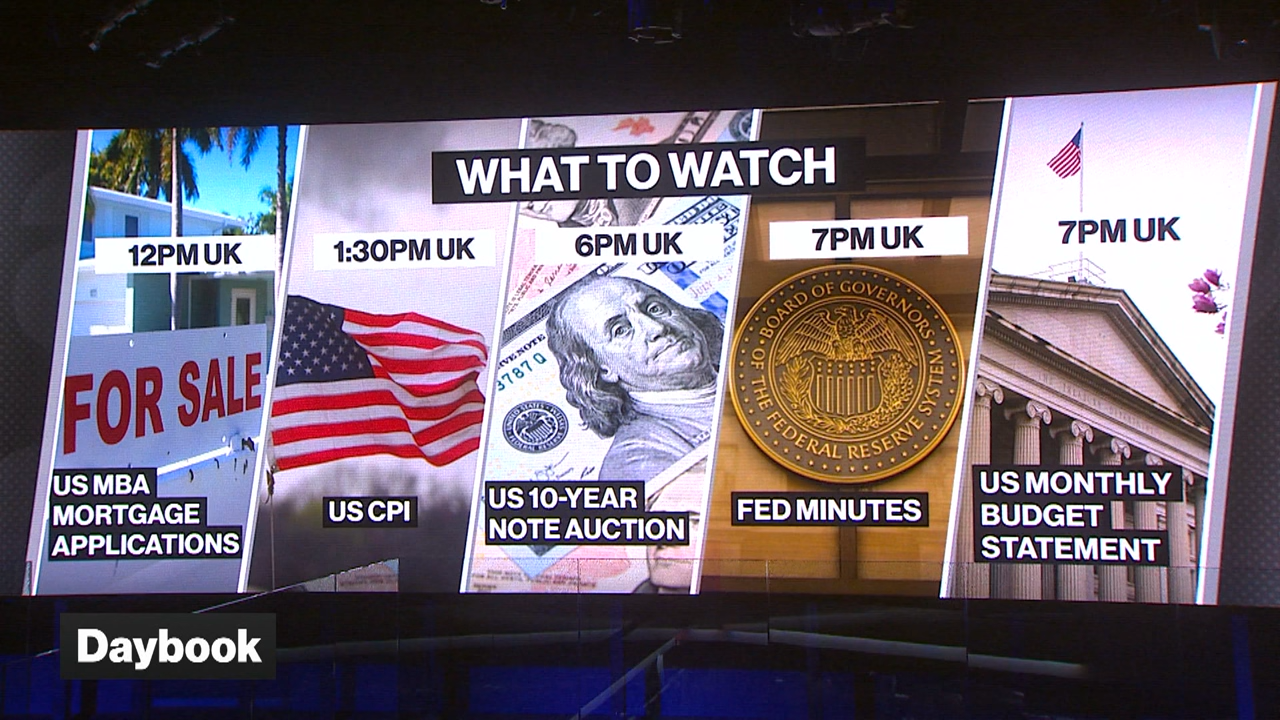 WHAT TO WATCH
12PM UK
1:30PM UK
6PM UK
7PM UK
7PM UK
FOR SALE
BOARD OF GOVERNORS
OF THE FEDERAL RESERVE SYSTEM
37870
US MBA
MORTGAGE
APPLICATIONS
US CPI
US 10-YEAR
NOTE AUCTION
FED MINUTES
US MONTHLY
BUDGET
STATEMENT
Daybook